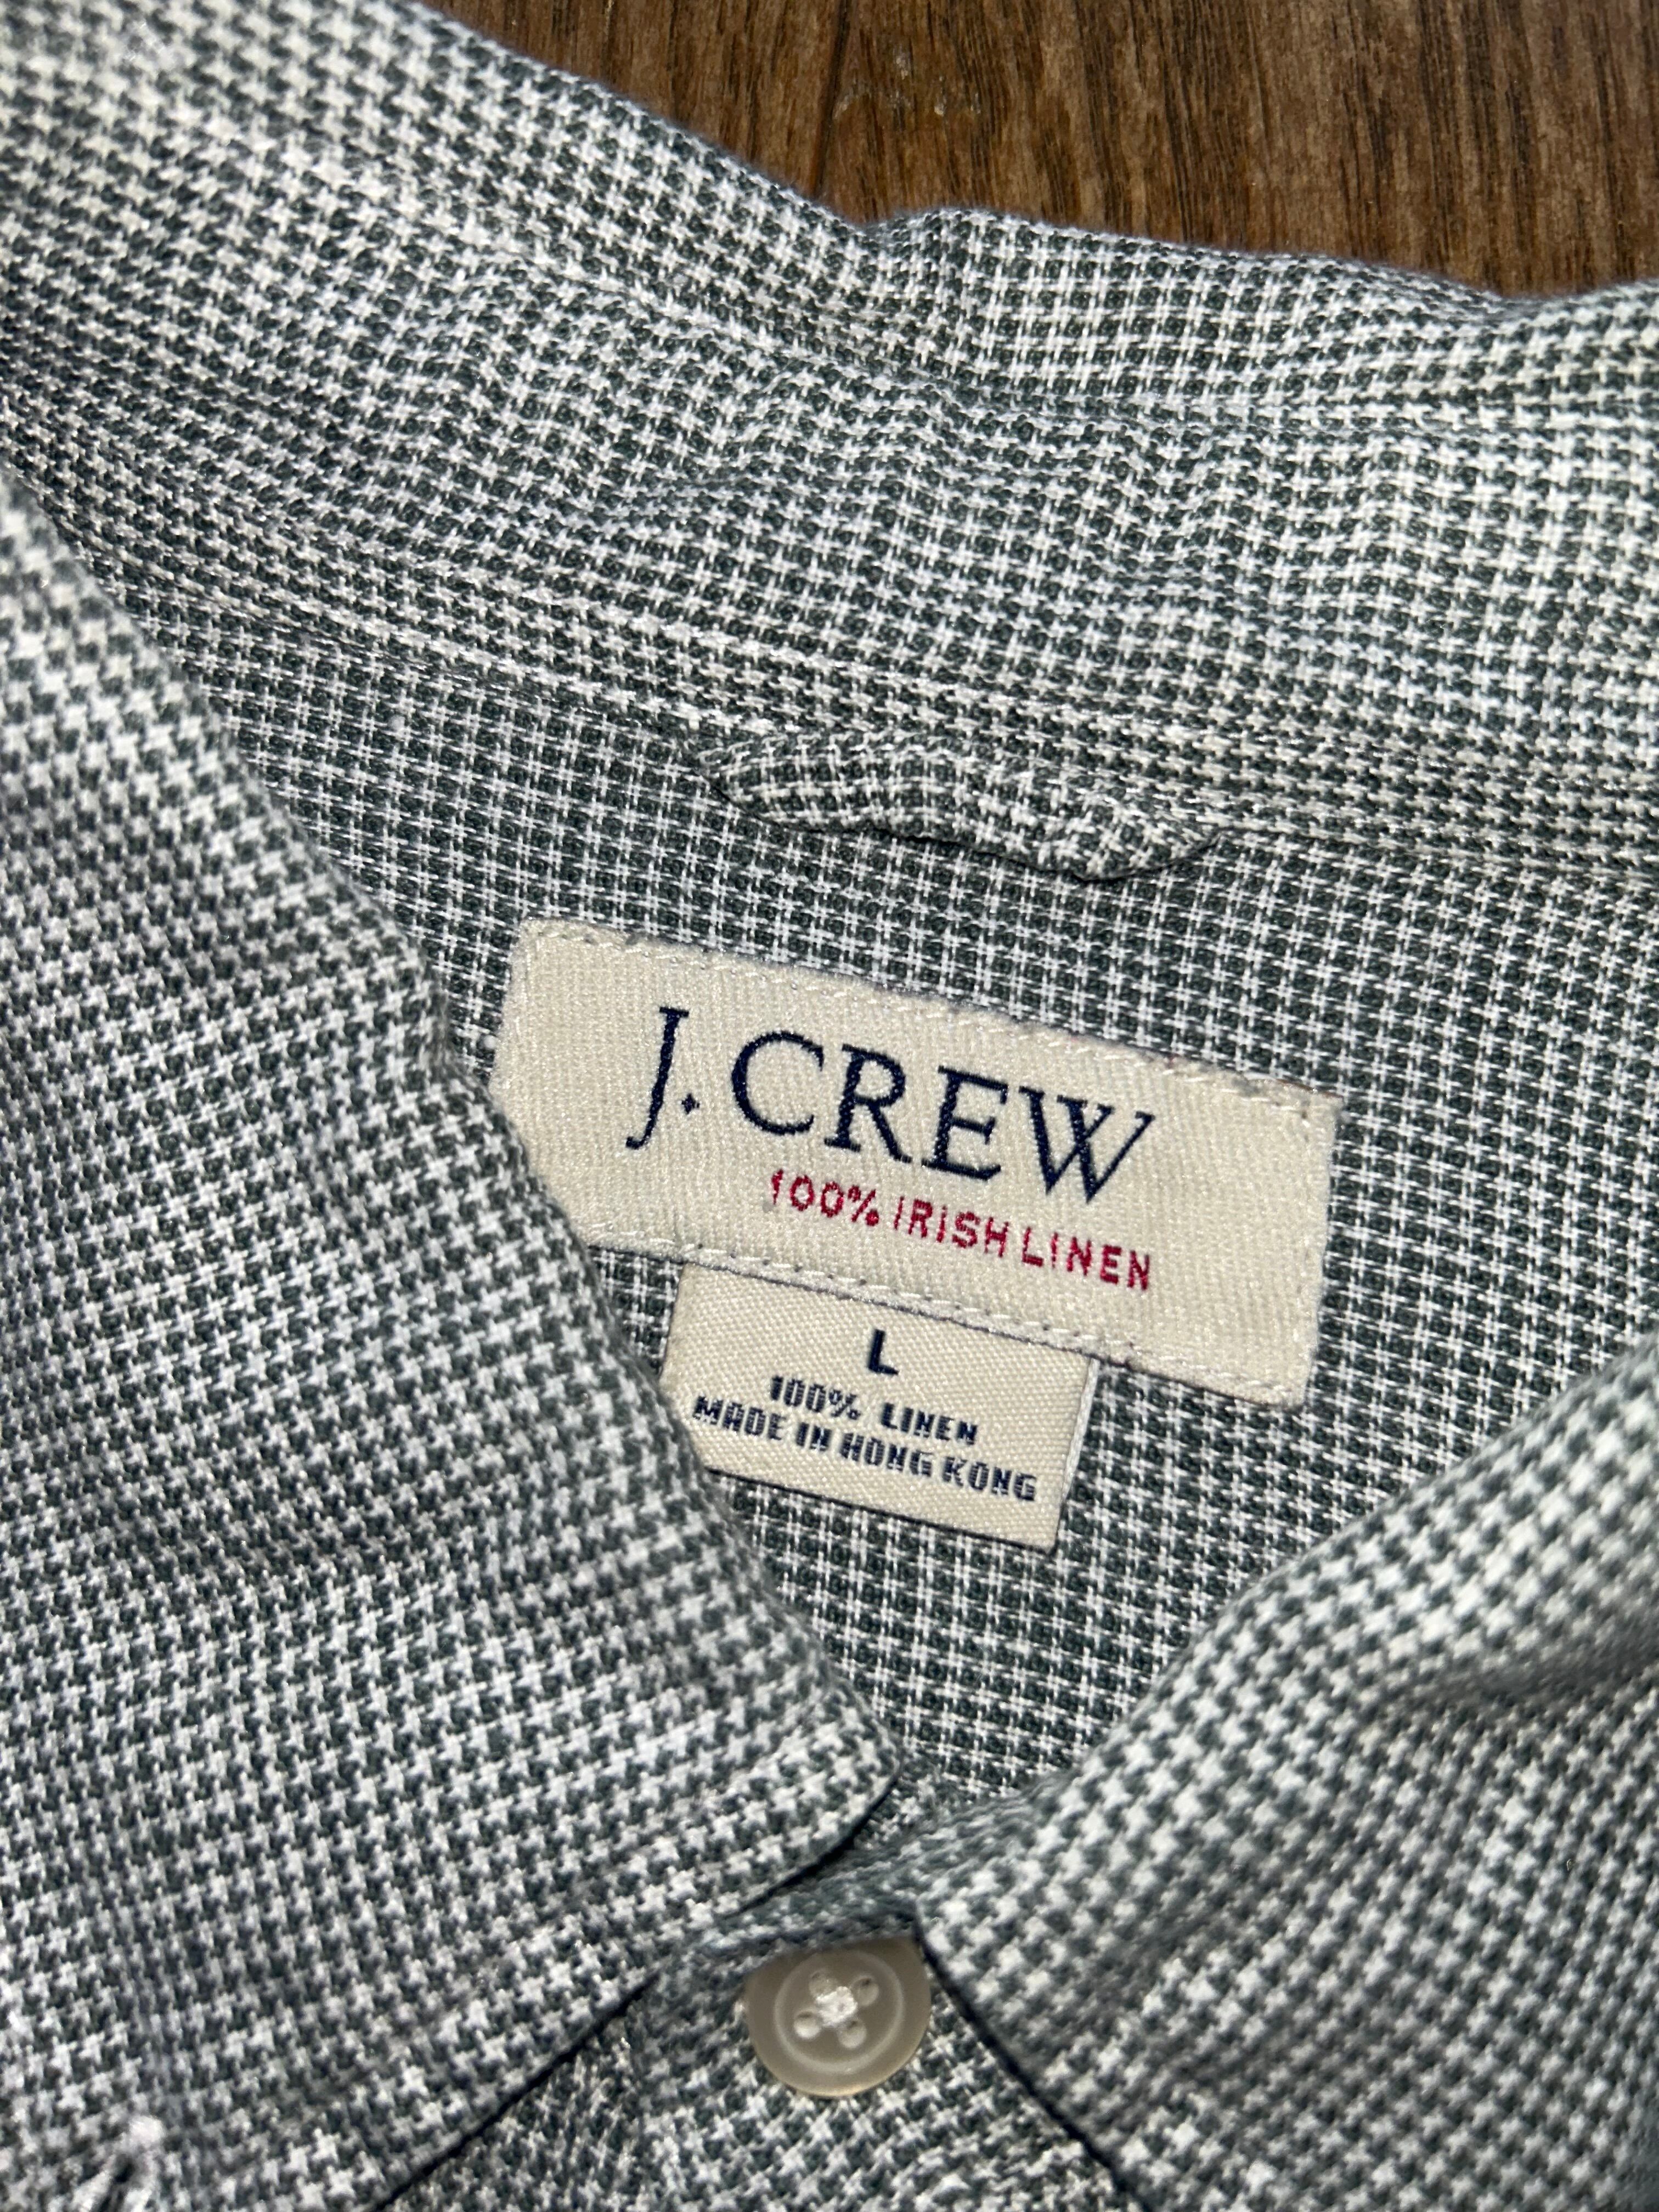 J. CREW
100% IRISH LINEN
L
100% LINEN
MADE IN HONG KONG